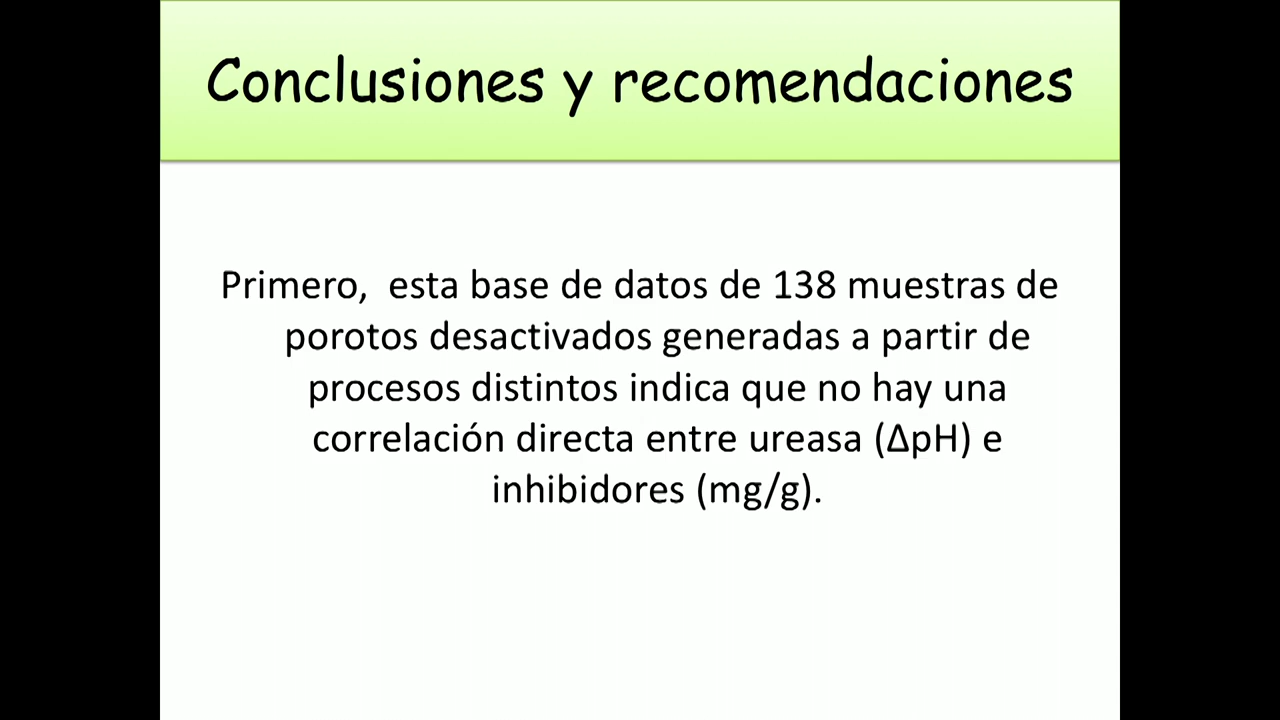 Conclusiones y recomendaciones
Primero,  esta base de datos de 138 muestras de
porotos desactivados generadas a partir de
procesos distintos indica que no hay una
correlación directa entre ureasa (ΔpH) e
inhibidores (mg/g).